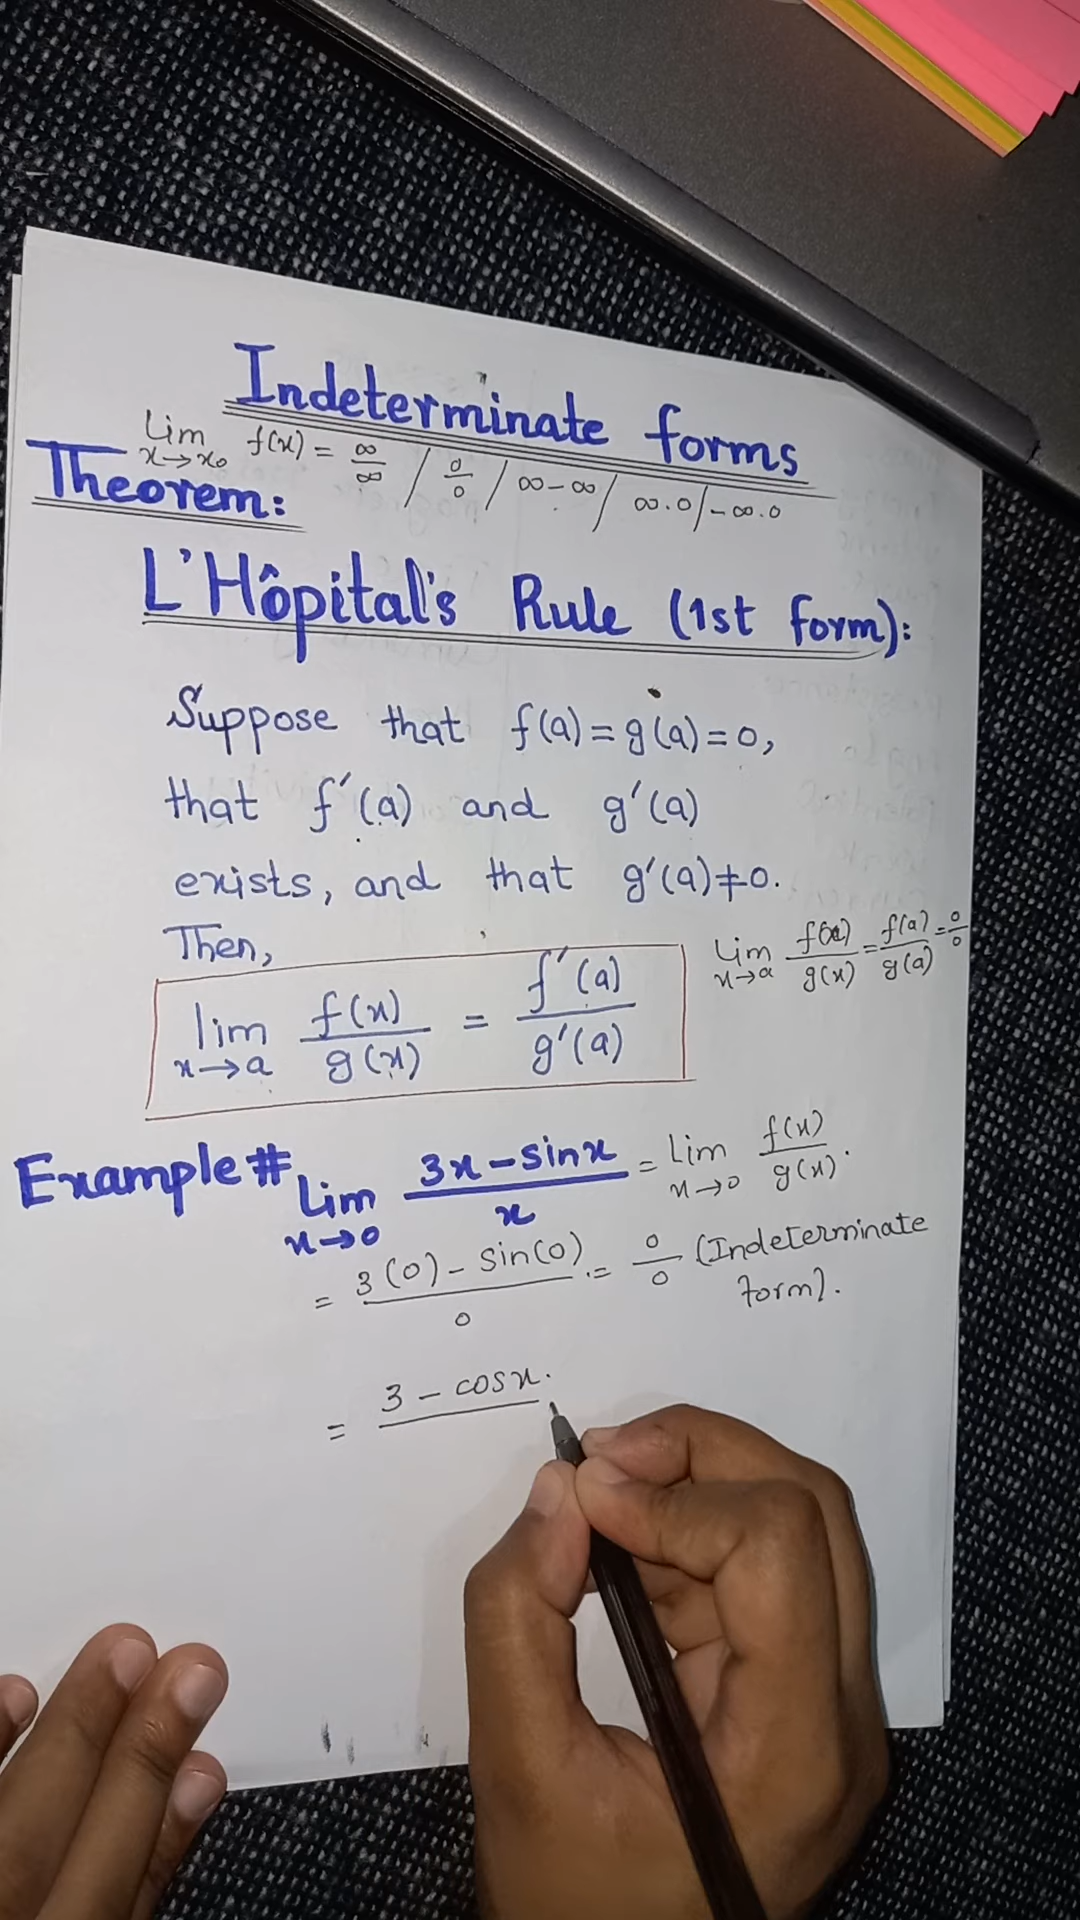 Indeterminate forms
Lim x→x₀ f(x) = ∞/∞ / 0/0 / ∞-∞ / ∞.0 / -∞.0
Theorem:
L'Hôpital's Rule (1st form):
Suppose that f(a)=g(a)=0,
that f′(a) and g′(a)
exists, and that g′(a)≠0.
Then,
lim x→a f(x)/g(x) = f′(a)/g′(a)
Lim x→a f(x)/g(x) = f(a)/g(a) = 0/0
Example# Lim x→0 3x-sinx/x = Lim x→0 f(x)/g(x).
= 3(0)-sin(0)/0 = 0/0 (Indeterminate
form).
= 3-cosx